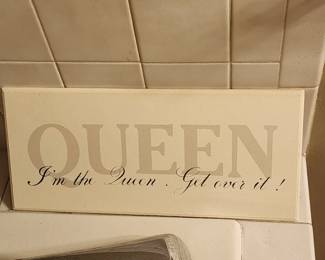 QUEEN
I'm the Queen. Get over it!